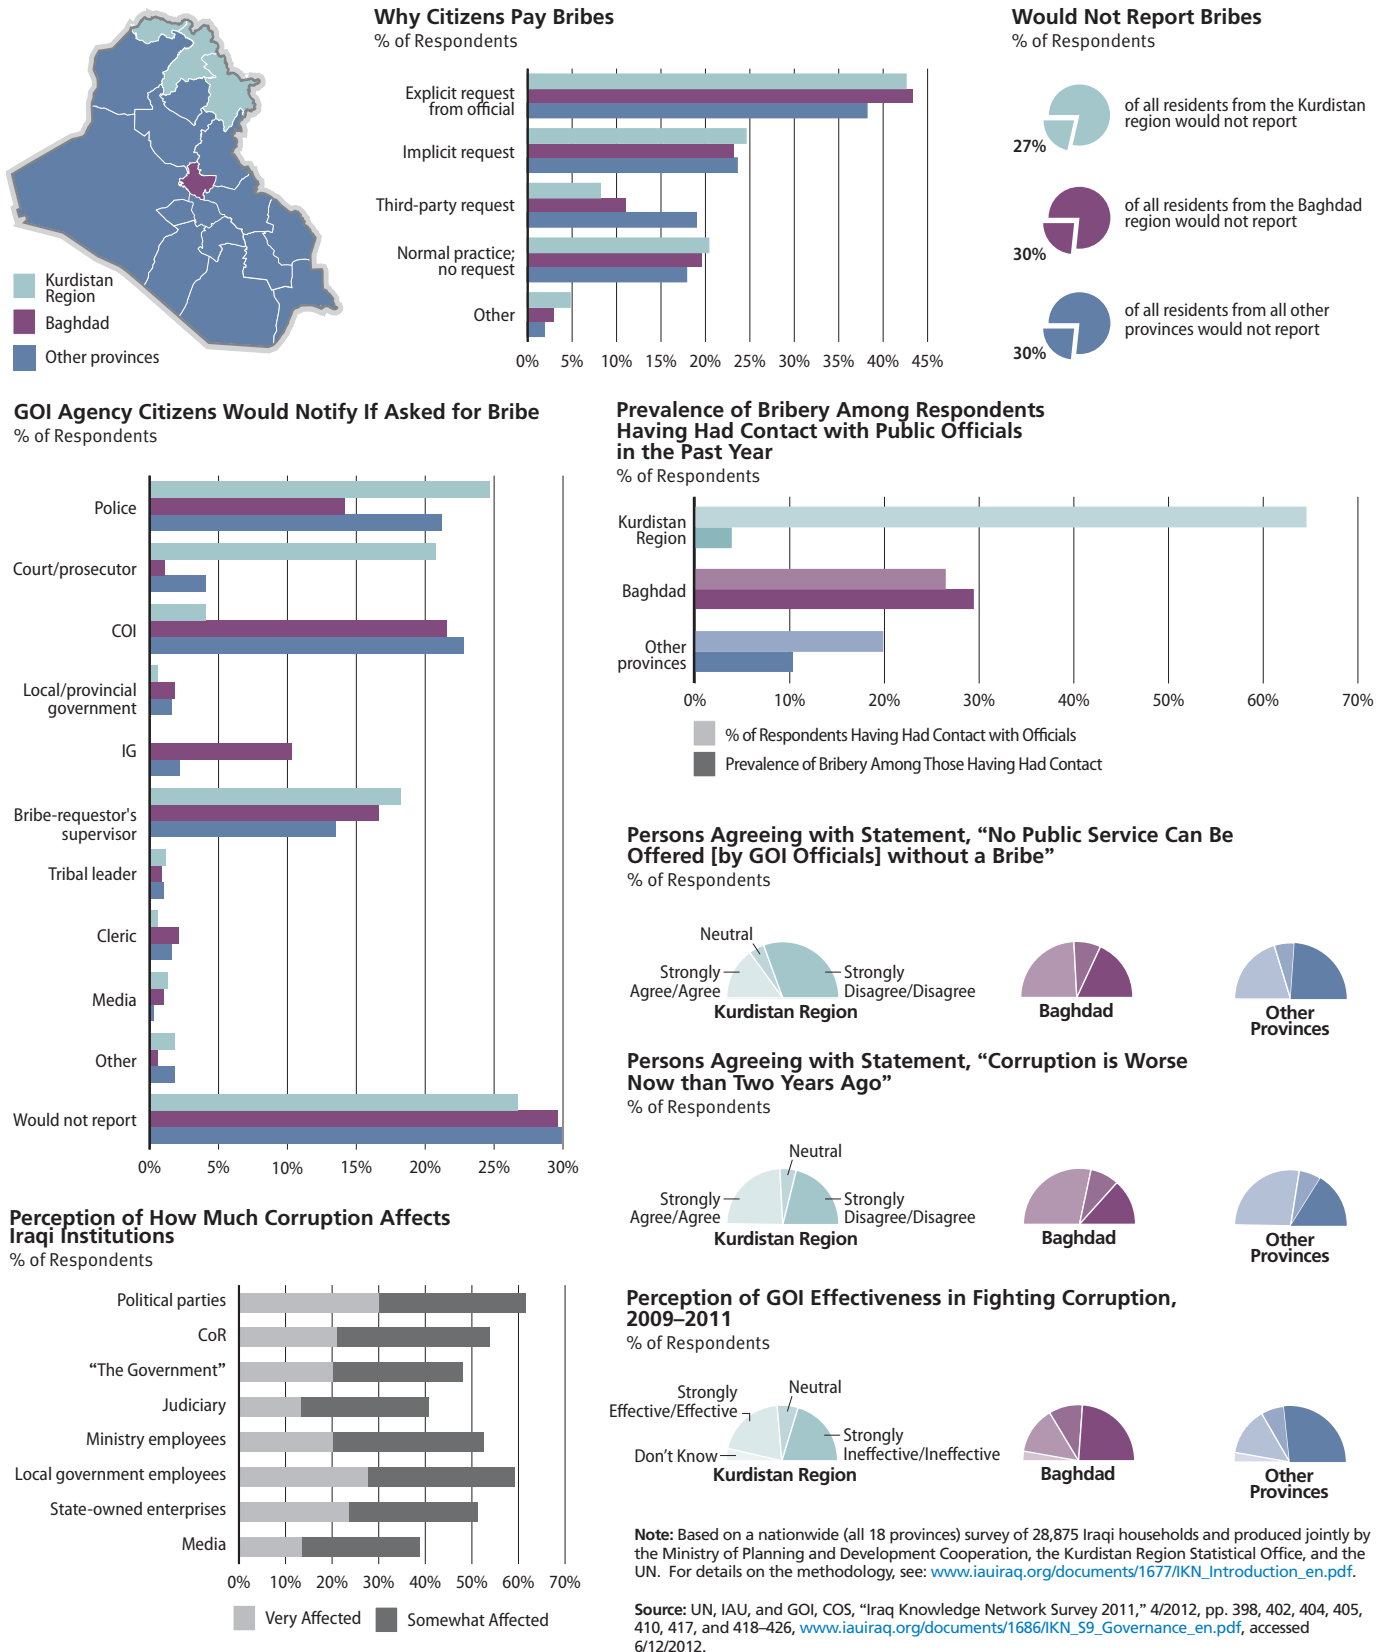 Why Citizens Pay Bribes
% of Respondents
Explicit request
from official
Implicit request
Third-party request
Normal practice;
no request
Other
0% 5% 10% 15% 20% 25% 30% 35% 40% 45%
Kurdistan
Region
Baghdad
Other provinces
Would Not Report Bribes
% of Respondents
27%
of all residents from the Kurdistan
region would not report
30%
of all residents from the Baghdad
region would not report
30%
of all residents from all other
provinces would not report
GOI Agency Citizens Would Notify If Asked for Bribe
% of Respondents
Police
Court/prosecutor
COI
Local/provincial
government
IG
Bribe-requestor's
supervisor
Tribal leader
Cleric
Media
Other
Would not report
0% 5% 10% 15% 20% 25% 30%
Prevalence of Bribery Among Respondents
Having Had Contact with Public Officials
in the Past Year
% of Respondents
Kurdistan
Region
Baghdad
Other
provinces
0% 10% 20% 30% 40% 50% 60% 70%
% of Respondents Having Had Contact with Officials
Prevalence of Bribery Among Those Having Had Contact
Persons Agreeing with Statement, “No Public Service Can Be
Offered [by GOI Officials] without a Bribe”
% of Respondents
Neutral
Strongly
Agree/Agree
Strongly
Disagree/Disagree
Kurdistan Region
Baghdad
Other
Provinces
Persons Agreeing with Statement, “Corruption is Worse
Now than Two Years Ago”
% of Respondents
Neutral
Strongly
Agree/Agree
Strongly
Disagree/Disagree
Kurdistan Region
Baghdad
Other
Provinces
Perception of How Much Corruption Affects
Iraqi Institutions
% of Respondents
Political parties
CoR
“The Government”
Judiciary
Ministry employees
Local government employees
State-owned enterprises
Media
0% 10% 20% 30% 40% 50% 60% 70%
Very Affected
Somewhat Affected
Perception of GOI Effectiveness in Fighting Corruption,
2009–2011
% of Respondents
Strongly
Effective/Effective
Neutral
Don't Know
Strongly
Ineffective/Ineffective
Kurdistan Region
Baghdad
Other
Provinces
Note: Based on a nationwide (all 18 provinces) survey of 28,875 Iraqi households and produced jointly by
the Ministry of Planning and Development Cooperation, the Kurdistan Region Statistical Office, and the
UN. For details on the methodology, see: www.iauiraq.org/documents/1677/IKN_Introduction_en.pdf.
Source: UN, IAU, and GOI, COS, “Iraq Knowledge Network Survey 2011,” 4/2012, pp. 398, 402, 404, 405,
410, 417, and 418–426, www.iauiraq.org/documents/1686/IKN_S9_Governance_en.pdf, accessed
6/12/2012.